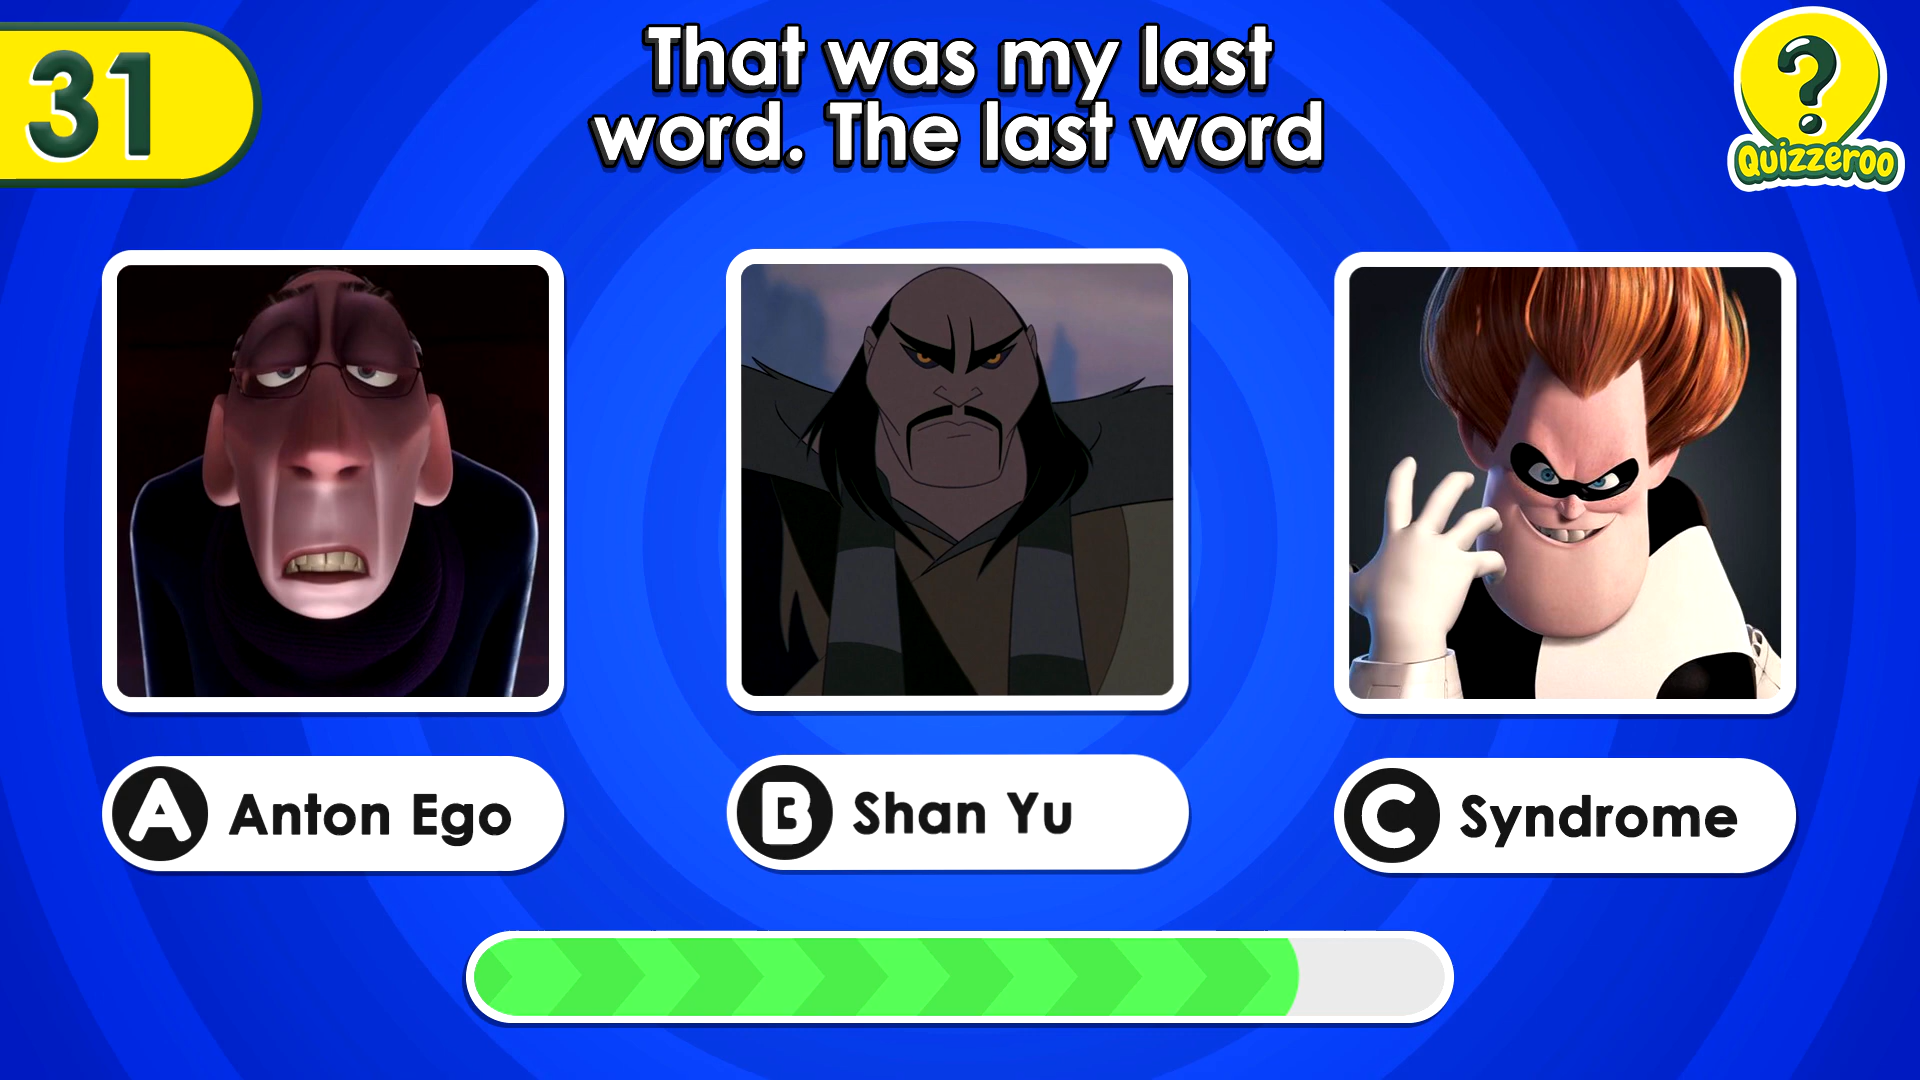 31
That was my last
word. The last word
?
Quizzeroo
A Anton Ego
B Shan Yu
C Syndrome